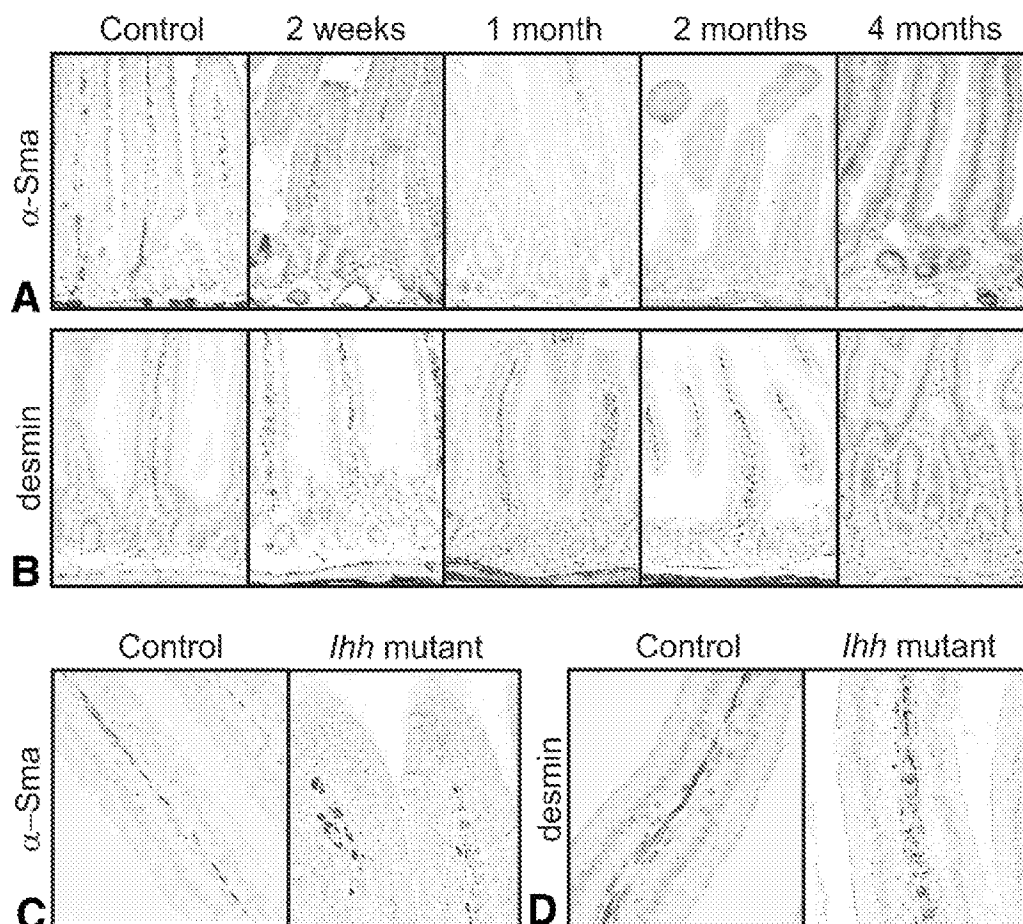 Control 2 weeks 1 month 2 months 4 months
α-Sma
A
desmin
B
Control Ihh mutant Control Ihh mutant
α-Sma
desmin
C D